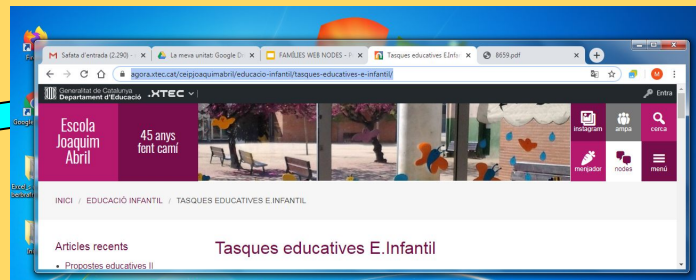 Safata d'entrada (2.290) -
La meva unitat: Google Dr
FAMÍLIES WEB NODES - P
Tasques educatives E.Infan
8659.pdf
agora.xtec.cat/ceipjoaquimabril/educacio-infantil/tasques-educatives-e-infantil/
Generalitat de Catalunya
Departament d'Educació
XTEC
Entra
Escola
Joaquim
Abril
45 anys
fent camí
instagram
ampa
cerca
menjador
nodes
menú
INICI / EDUCACIÓ INFANTIL / TASQUES EDUCATIVES E.INFANTIL
Articles recents
Tasques educatives E.Infantil
Propostes educatives II